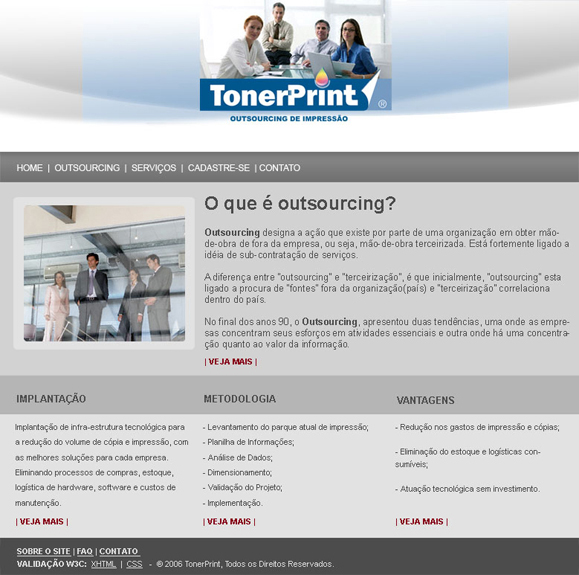 TonerPrint ®
OUTSOURCING DE IMPRESSÃO
HOME | OUTSOURCING | SERVIÇOS | CADASTRE-SE | CONTATO
O que é outsourcing?
Outsourcing designa a ação que existe por parte de uma organização em obter mão-
de-obra de fora da empresa, ou seja, mão-de-obra terceirizada. Está fortemente ligado a
idéia de sub-contratação de serviços.
A diferença entre "outsourcing" e "terceirização", é que inicialmente, "outsourcing" esta
ligado a procura de "fontes" fora da organização(país) e "terceirização" correlaciona
dentro do país.
No final dos anos 90, o Outsourcing, apresentou duas tendências, uma onde as empre-
sas concentram seus esforços em atividades essenciais e outra onde há uma concentra-
ção quanto ao valor da informação.
| VEJA MAIS |
IMPLANTAÇÃO
Implantação de infra-estrutura tecnológica para
a redução do volume de cópia e impressão, com
as melhores soluções para cada empresa.
Eliminando processos de compras, estoque,
logística de hardware, software e custos de
manutenção.
| VEJA MAIS |
METODOLOGIA
- Levantamento do parque atual de impressão;
- Planilha de Informações;
- Análise de Dados;
- Dimensionamento;
- Validação do Projeto;
- Implementação.
| VEJA MAIS |
VANTAGENS
- Redução nos gastos de impressão e cópias;
- Eliminação do estoque e logísticas con-
sumíveis;
- Atuação tecnológica sem investimento.
| VEJA MAIS |
SOBRE O SITE | FAQ | CONTATO
VALIDAÇÃO W3C: XHTML | CSS - ® 2006 TonerPrint, Todos os Direitos Reservados.